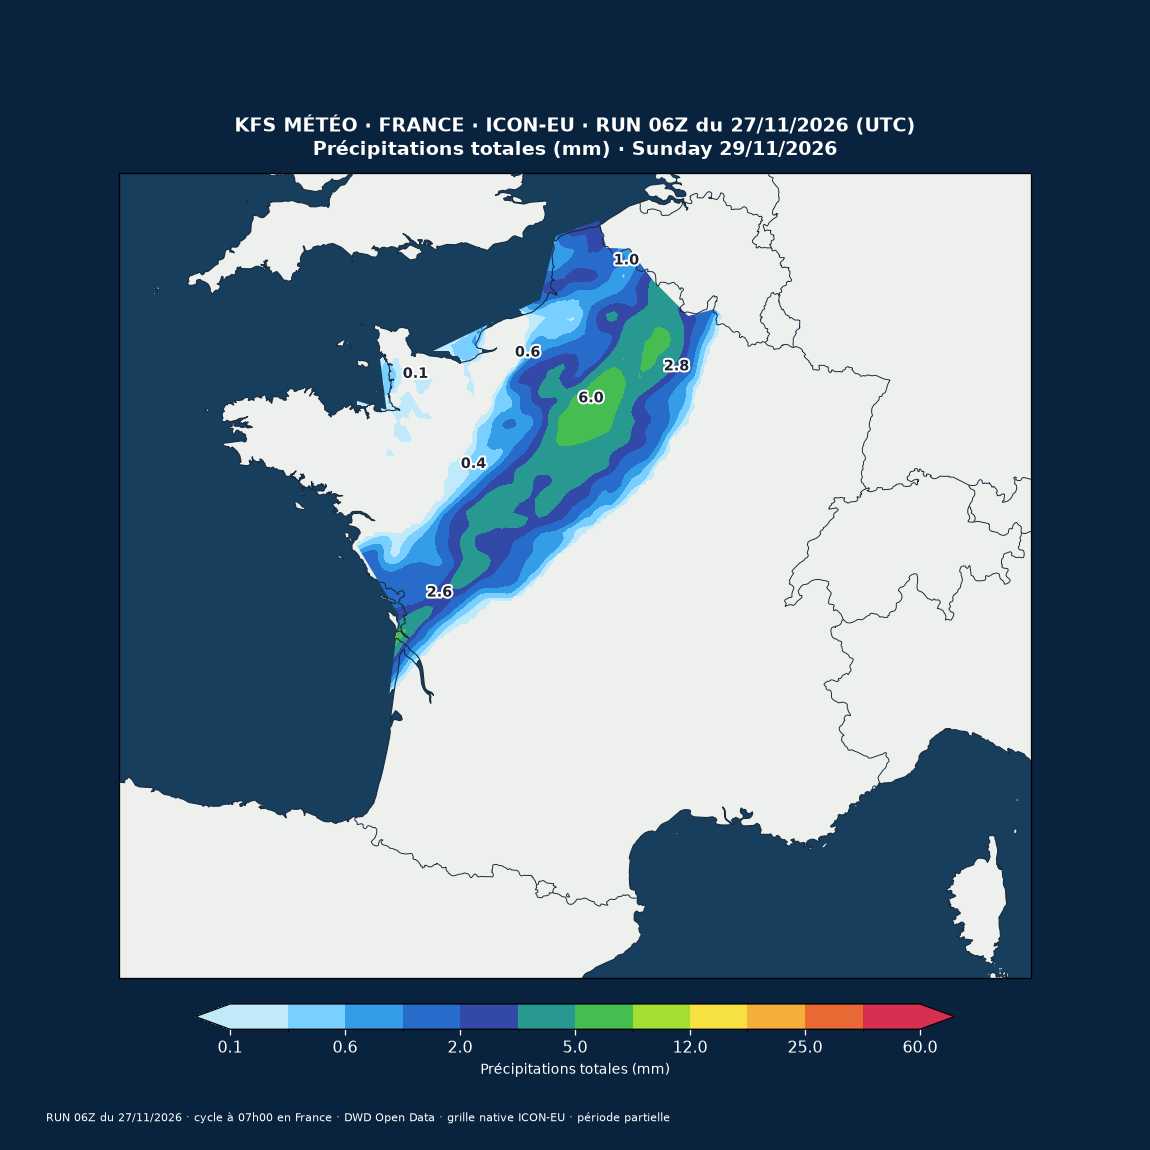 KFS MÉTÉO · FRANCE · ICON-EU · RUN 06Z du 27/11/2026 (UTC)
Précipitations totales (mm) · Sunday 29/11/2026
1.0
0.6
2.8
0.1
6.0
0.4
2.6
0.1 0.6 2.0 5.0 12.0 25.0 60.0
Précipitations totales (mm)
RUN 06Z du 27/11/2026 · cycle à 07h00 en France · DWD Open Data · grille native ICON-EU · période partielle